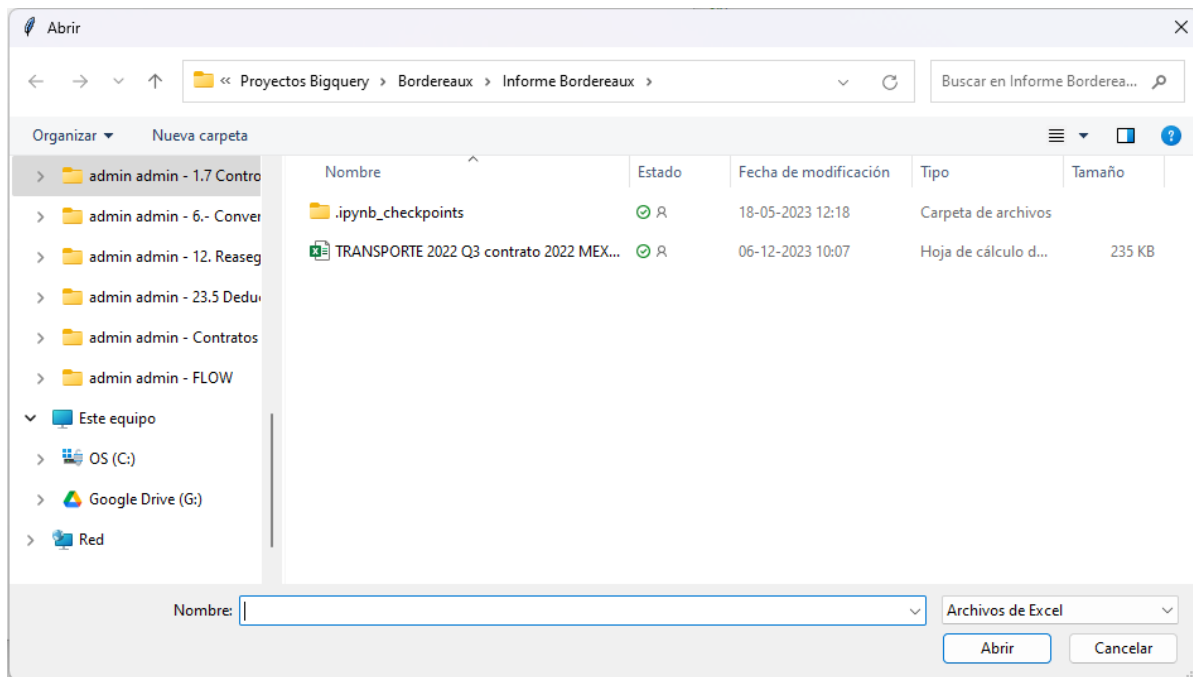 Abrir
« Proyectos Bigquery > Bordereaux > Informe Bordereaux >
Buscar en Informe Borderea...
Organizar Nueva carpeta
Nombre Estado Fecha de modificación Tipo Tamaño
admin admin - 1.7 Contro
admin admin - 6.- Conver
admin admin - 12. Reaseg
admin admin - 23.5 Dedu
admin admin - Contratos
admin admin - FLOW
Este equipo
OS (C:)
Google Drive (G:)
Red
.ipynb_checkpoints 18-05-2023 12:18 Carpeta de archivos
TRANSPORTE 2022 Q3 contrato 2022 MEX... 06-12-2023 10:07 Hoja de cálculo d... 235 KB
Nombre: Archivos de Excel
Abrir Cancelar